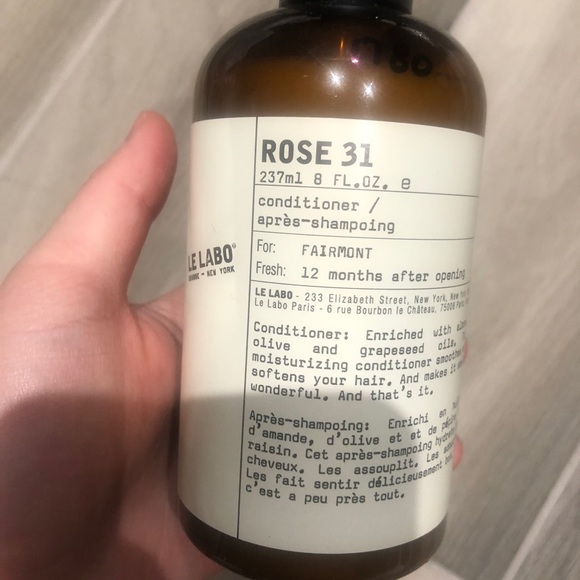 ROSE 31
237ml 8 FL.OZ. e
conditioner /
après-shampoing
For: FAIRMONT
Fresh: 12 months after opening
LE LABO®
GRASSE - NEW YORK
LE LABO - 233 Elizabeth Street, New York, New
Le Labo Paris - 6 rue Bourbon le Château, 75006
Conditioner: Enriched with
olive and grapeseed oils.
moisturizing conditioner
softens your hair. And makes it
wonderful. And that's it.
Après-shampoing: Enrichi en
d'amande, d'olive et et de
raisin. Cet après-shampoing
cheveux. Les assouplit. Les
Les fait sentir délicieusement
c'est a peu près tout.